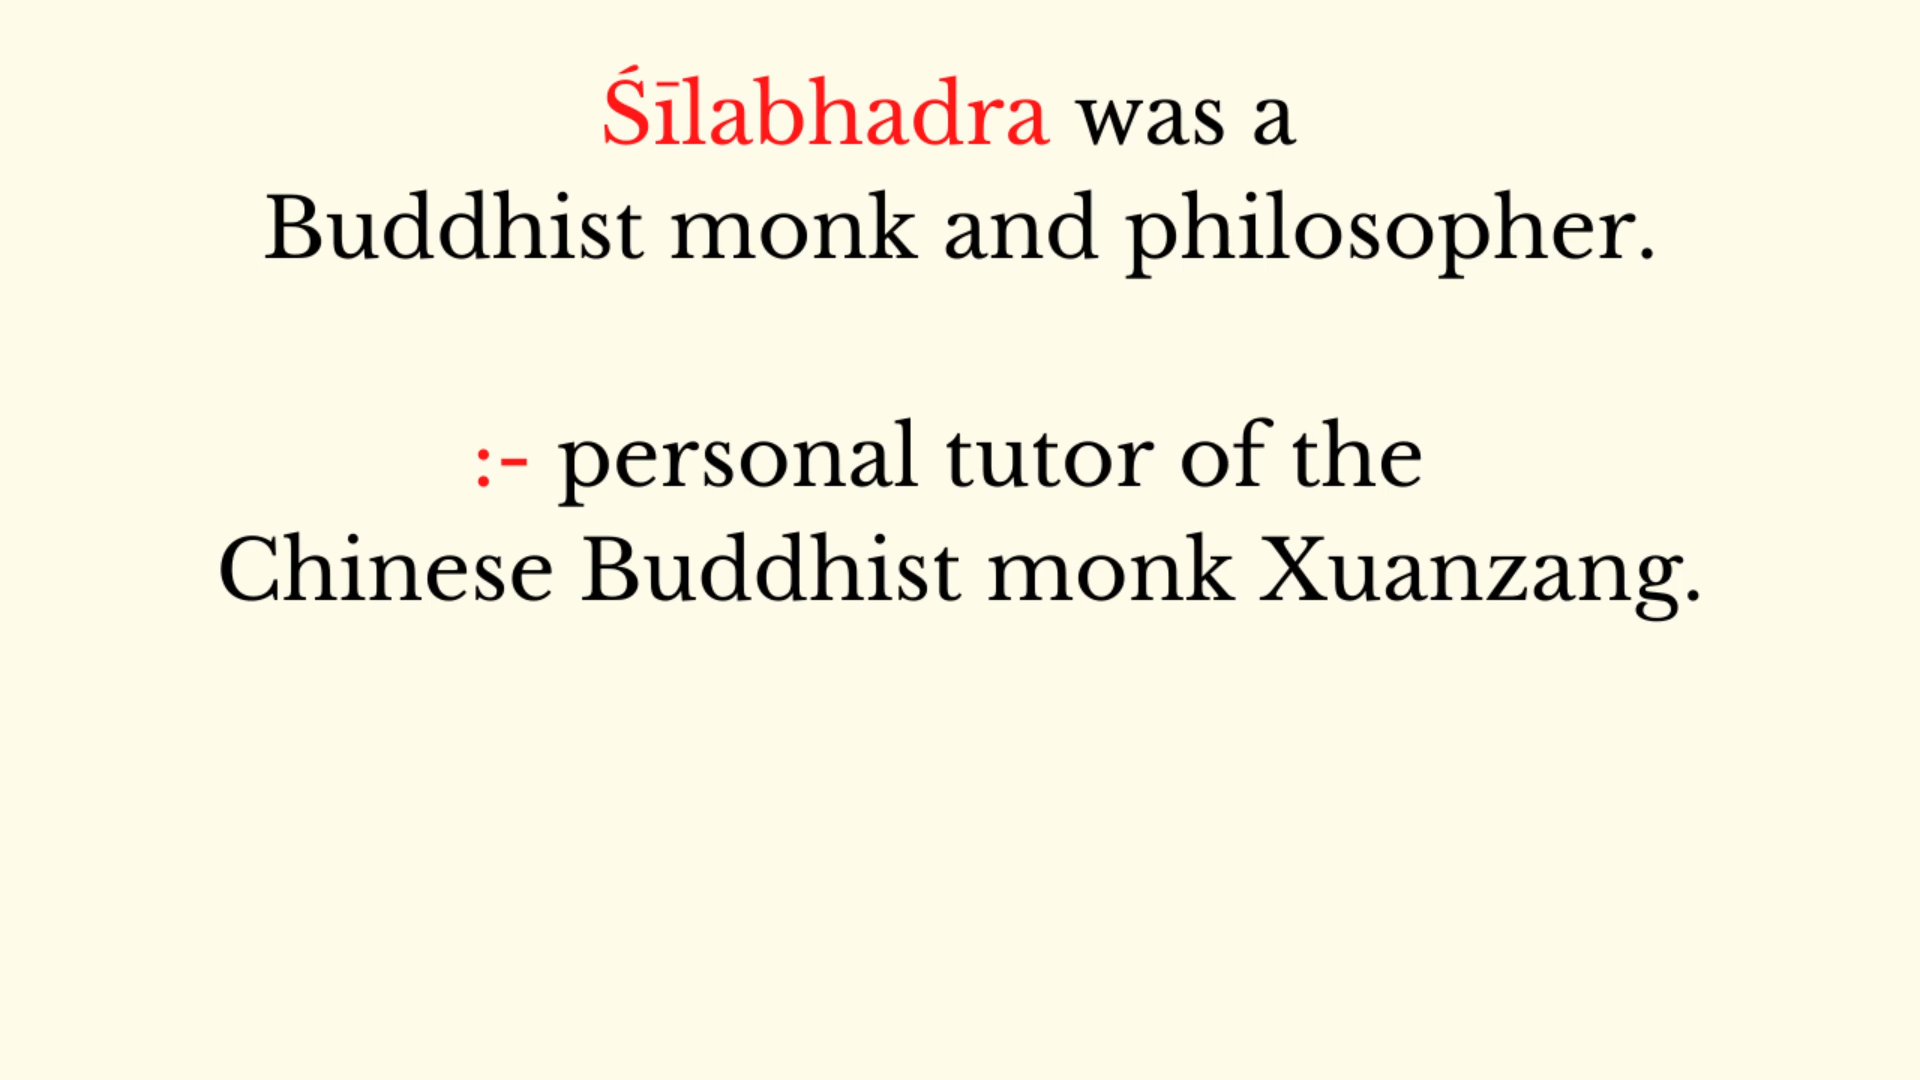 Śīlabhadra was a
Buddhist monk and philosopher.
:- personal tutor of the
Chinese Buddhist monk Xuanzang.